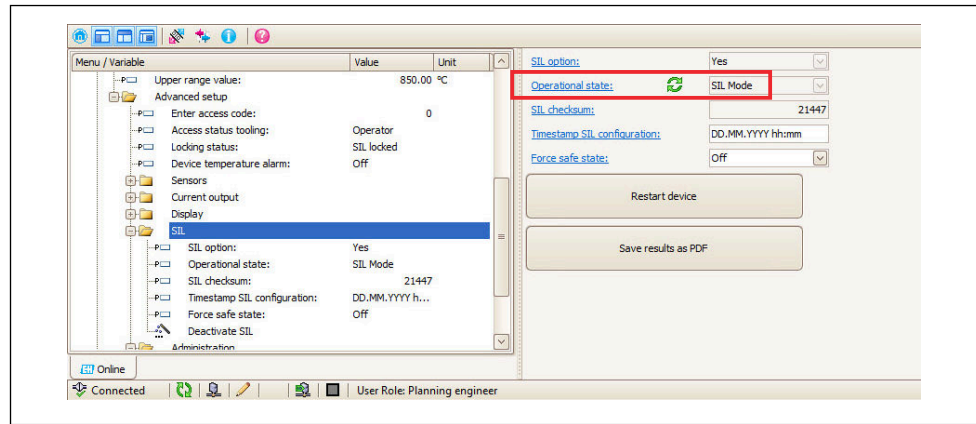 Menu / Variable Value Unit
Upper range value: 850.00 °C
Advanced setup
Enter access code: 0
Access status tooling: Operator
Locking status: SIL locked
Device temperature alarm: Off
Sensors
Current output
Display
SIL
SIL option: Yes
Operational state: SIL Mode
SIL checksum: 21447
Timestamp SIL configuration: DD.MM.YYYY h...
Force safe state: Off
Deactivate SIL
Administration
Online
SIL option: Yes
Operational state: SIL Mode
SIL checksum: 21447
Timestamp SIL configuration: DD.MM.YYYY hh:mm
Force safe state: Off
Restart device
Save results as PDF
Connected User Role: Planning engineer